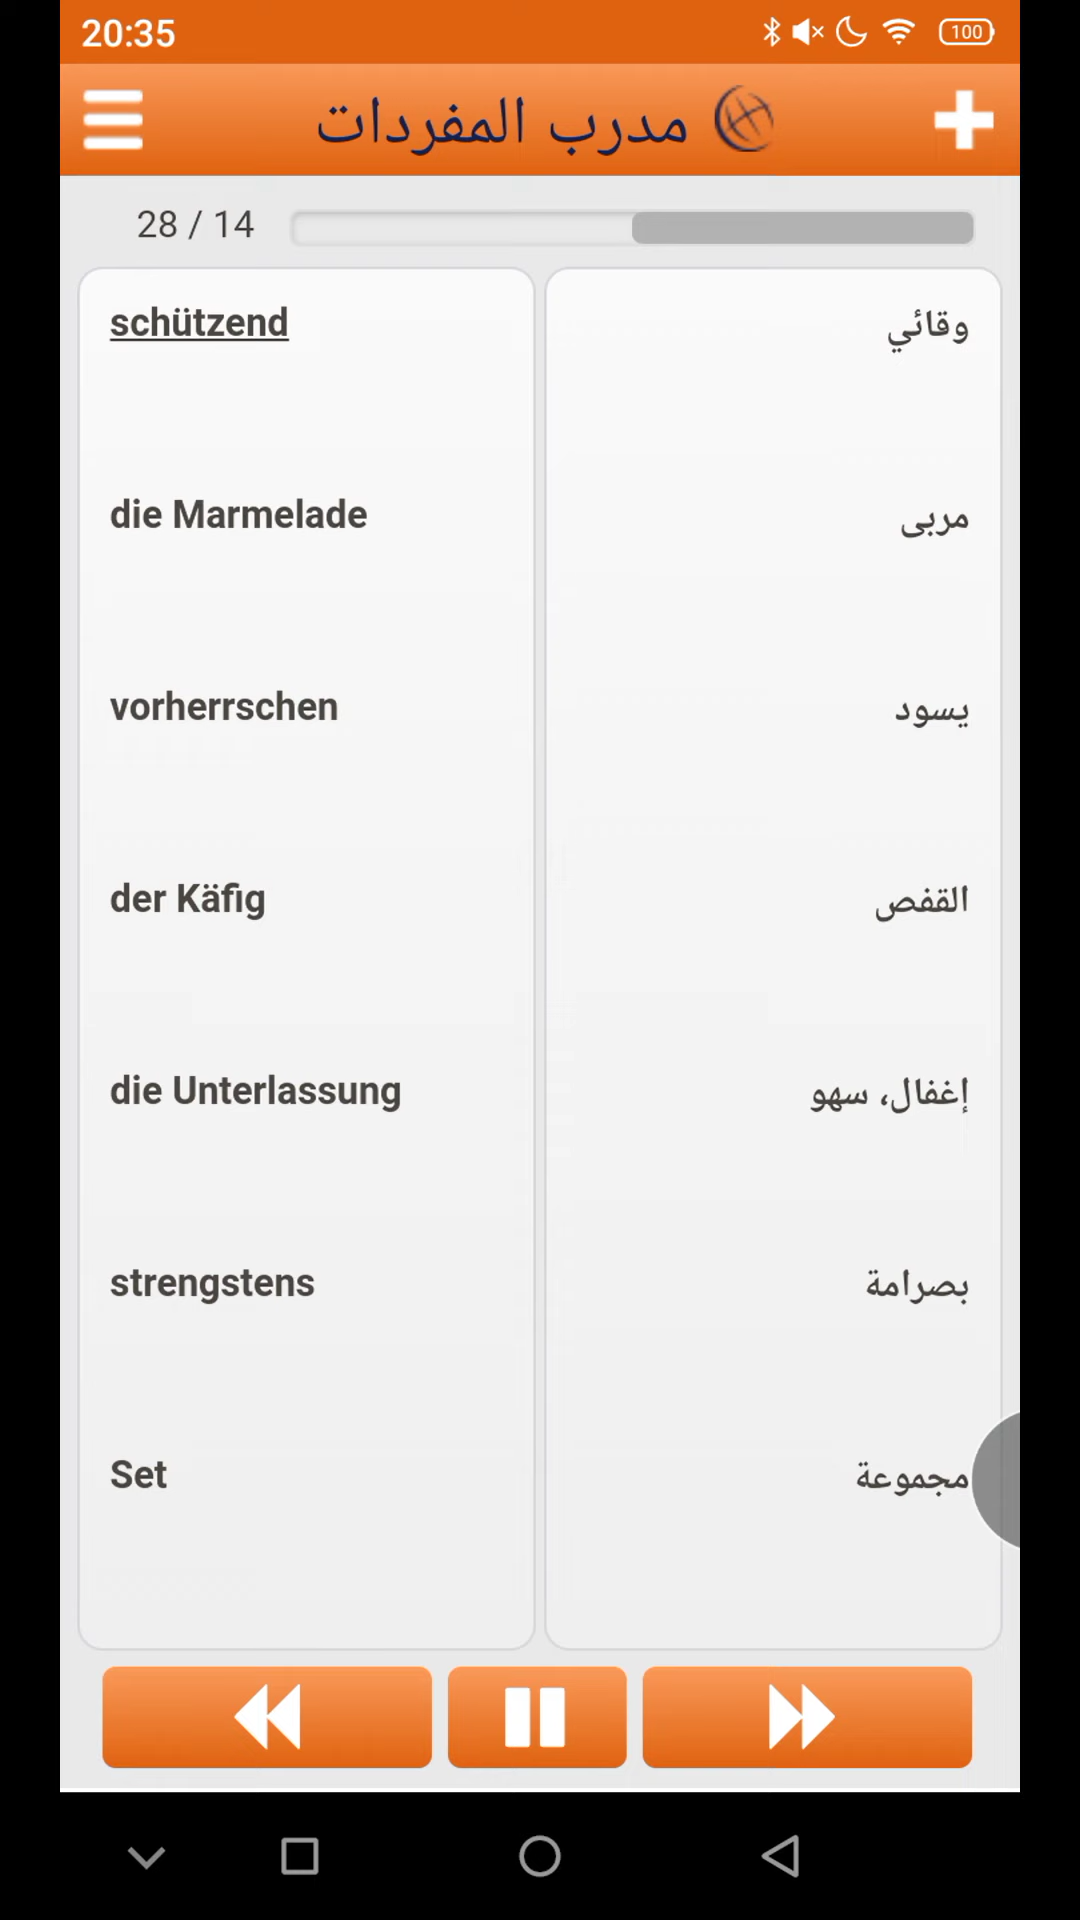 20:35
100
مدرب المفردات
28 / 14
schützend
وقائي
die Marmelade
مربى
vorherrschen
يسود
der Käfig
القفص
die Unterlassung
إغفال، سهو
strengstens
بصرامة
Set
مجموعة